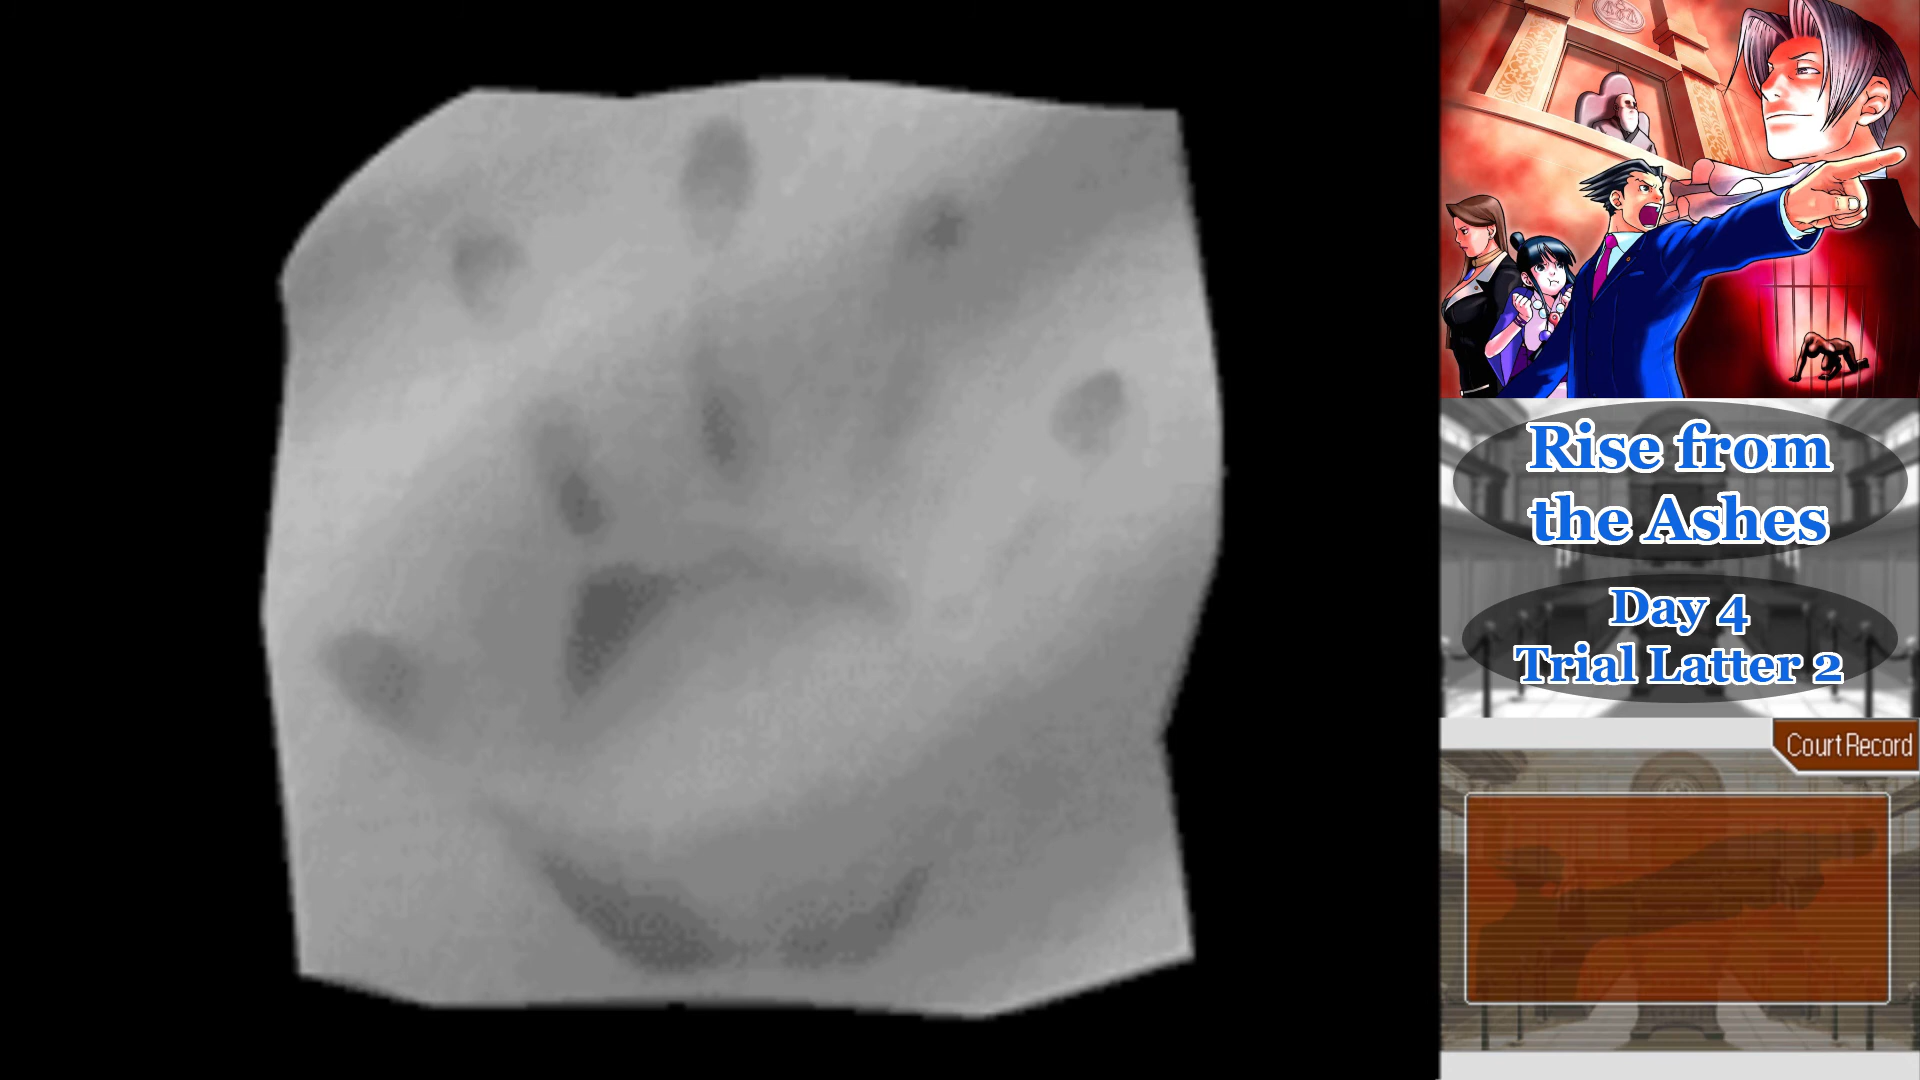 Rise from
the Ashes
Day 4
Trial Latter 2
Court Record